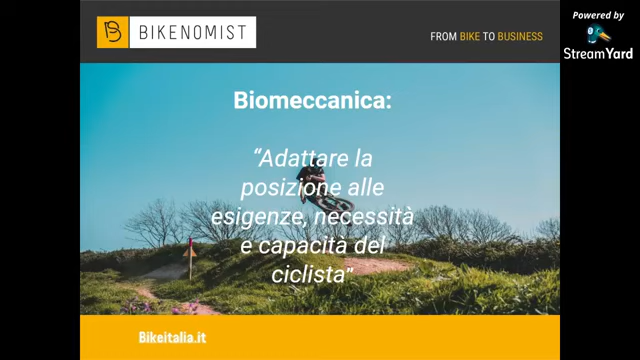 BIKENOMIST
FROM BIKE TO BUSINESS
Powered by
StreamYard
Biomeccanica:
“Adattare la
posizione alle
esigenze, necessità
e capacità del
ciclista”
Bikeitalia.it